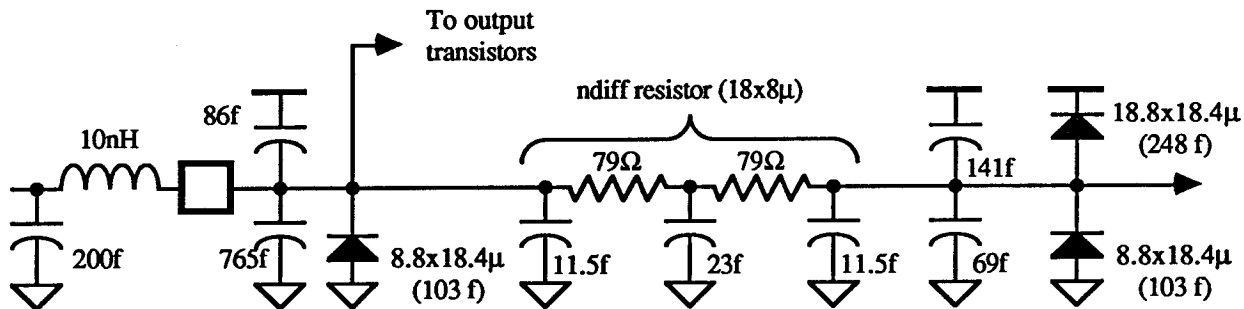 To output
transistors
ndiff resistor (18x8μ)
86f
10nH
79Ω
79Ω
141f
18.8x18.4μ
(248 f)
200f
765f
8.8x18.4μ
(103 f)
11.5f
23f
11.5f
69f
8.8x18.4μ
(103 f)